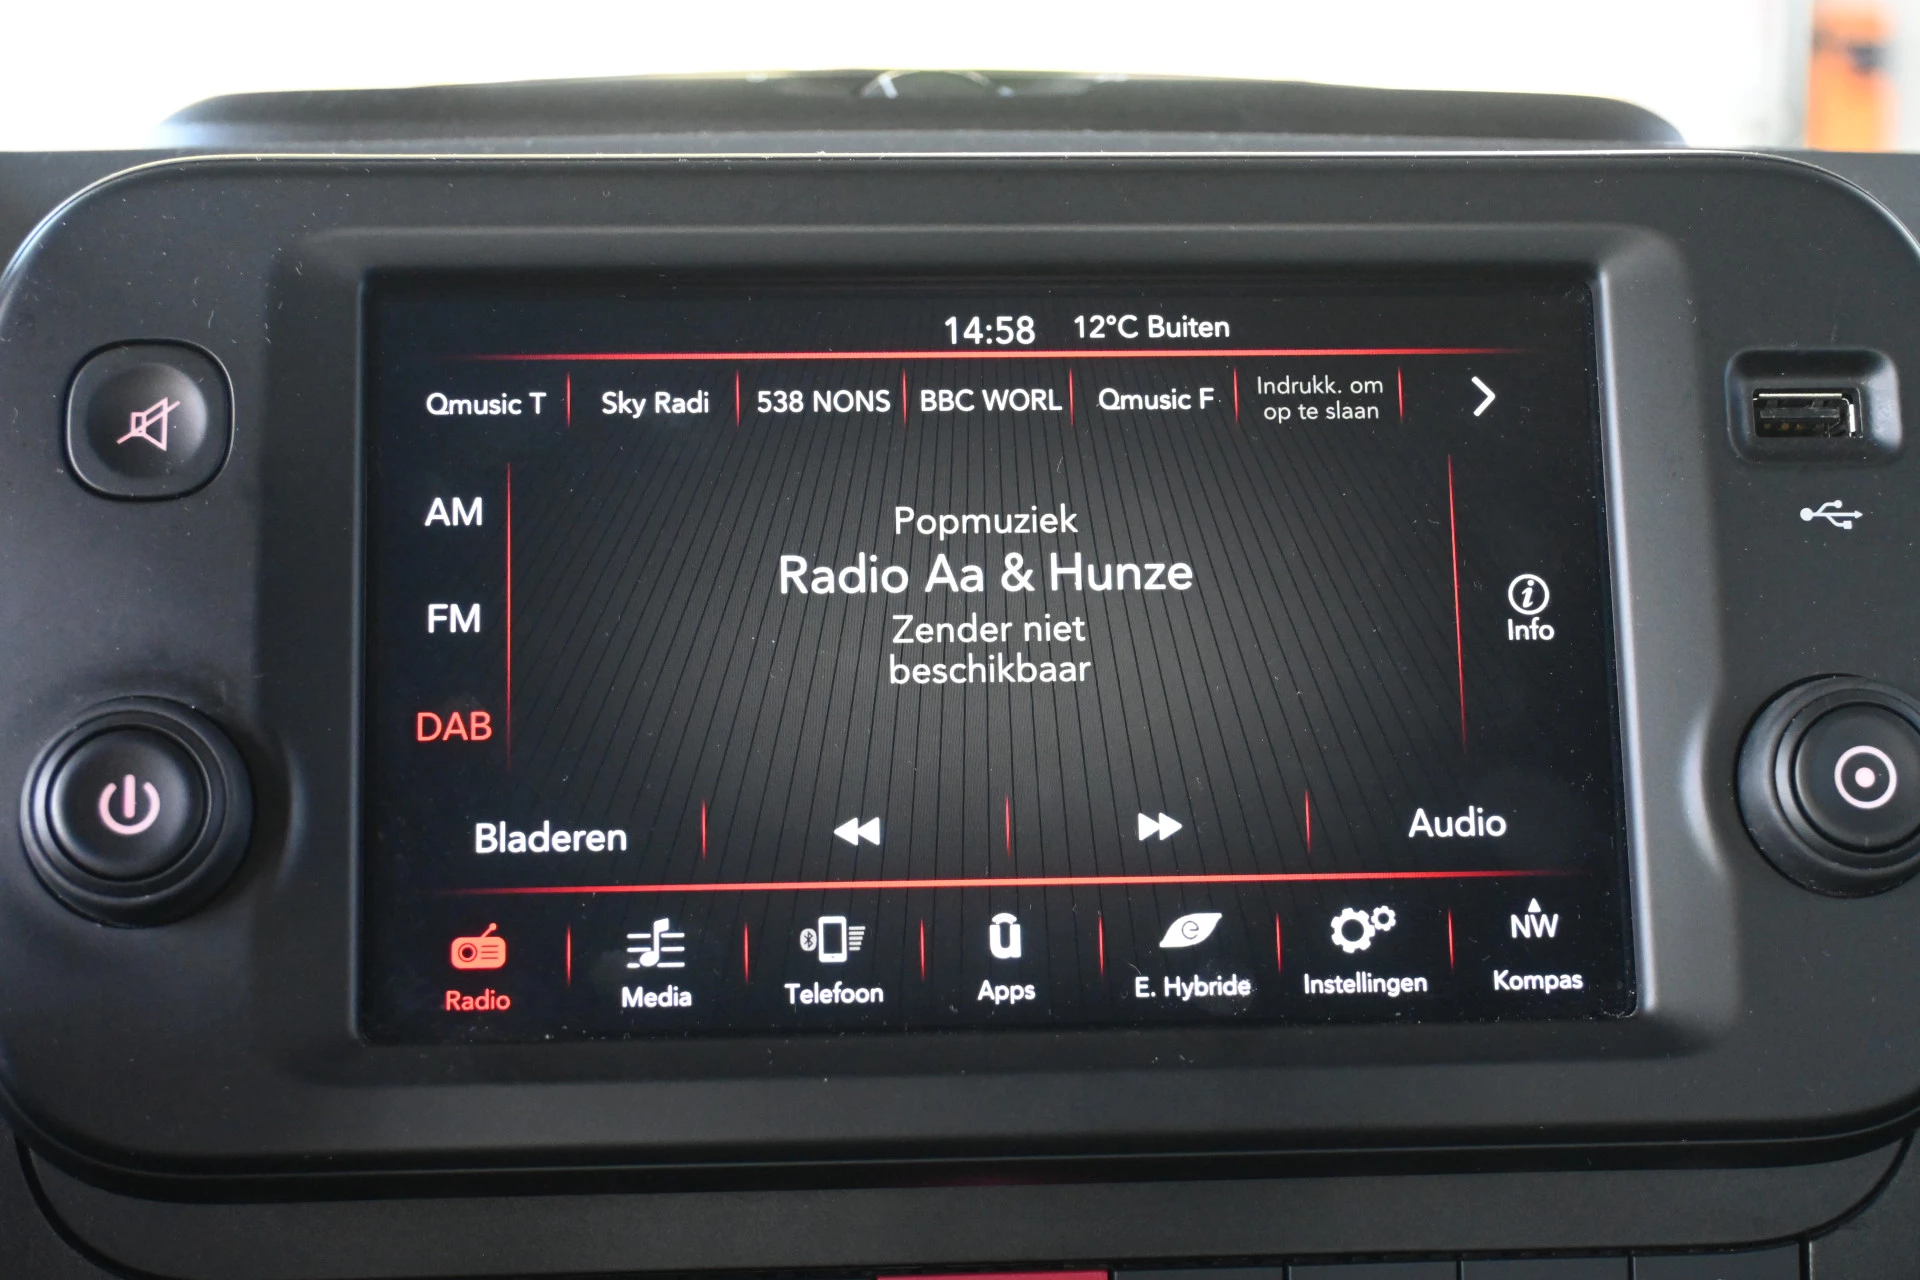 14:58 12°C Buiten
Qmusic T Sky Radi 538 NONS BBC WORL Qmusic F Indrukk. om
op te slaan
AM
Popmuziek
Radio Aa & Hunze
FM
Zender niet
beschikbaar
Info
DAB
Bladeren Audio
NW
Radio Media Telefoon Apps E. Hybride Instellingen Kompas